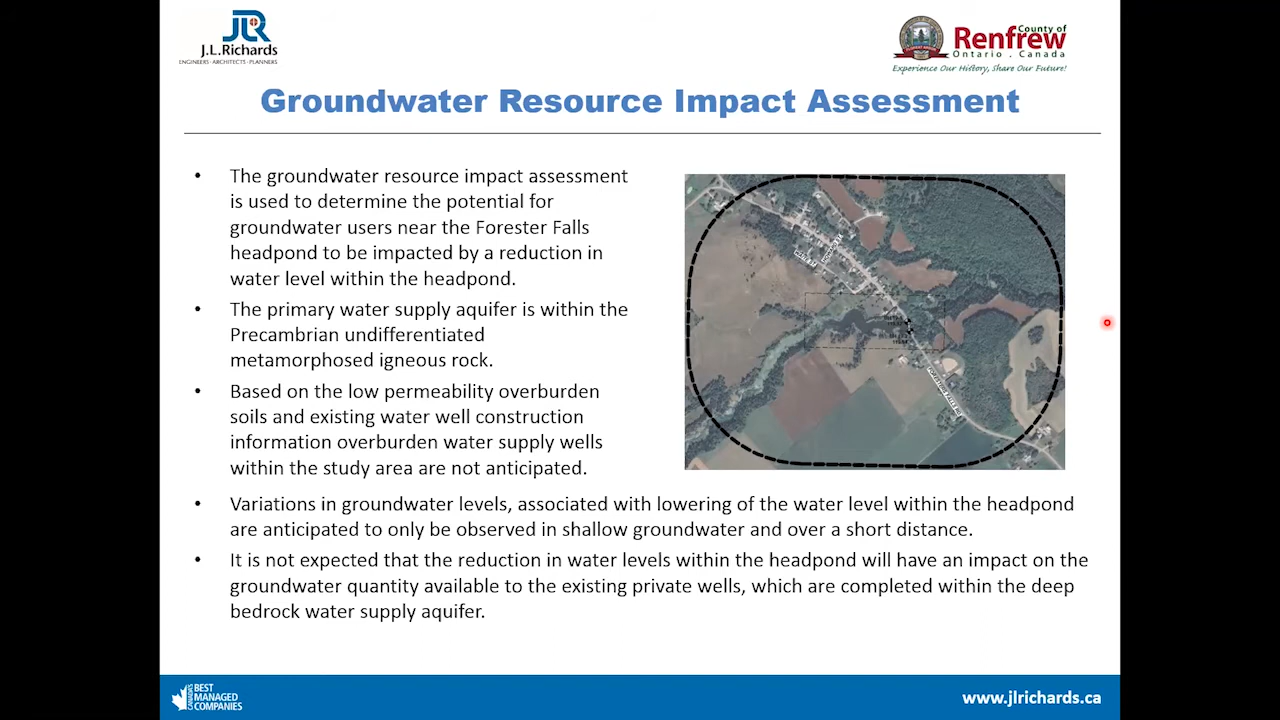 JLR
J.L.Richards
ENGINEERS · ARCHITECTS · PLANNERS
County of
Renfrew
Ontario . Canada
Experience Our History, Share Our Future!
Groundwater Resource Impact Assessment
• The groundwater resource impact assessment
is used to determine the potential for
groundwater users near the Forester Falls
headpond to be impacted by a reduction in
water level within the headpond.
• The primary water supply aquifer is within the
Precambrian undifferentiated
metamorphosed igneous rock.
• Based on the low permeability overburden
soils and existing water well construction
information overburden water supply wells
within the study area are not anticipated.
• Variations in groundwater levels, associated with lowering of the water level within the headpond
are anticipated to only be observed in shallow groundwater and over a short distance.
• It is not expected that the reduction in water levels within the headpond will have an impact on the
groundwater quantity available to the existing private wells, which are completed within the deep
bedrock water supply aquifer.
BEST
MANAGED
COMPANIES
www.jlrichards.ca